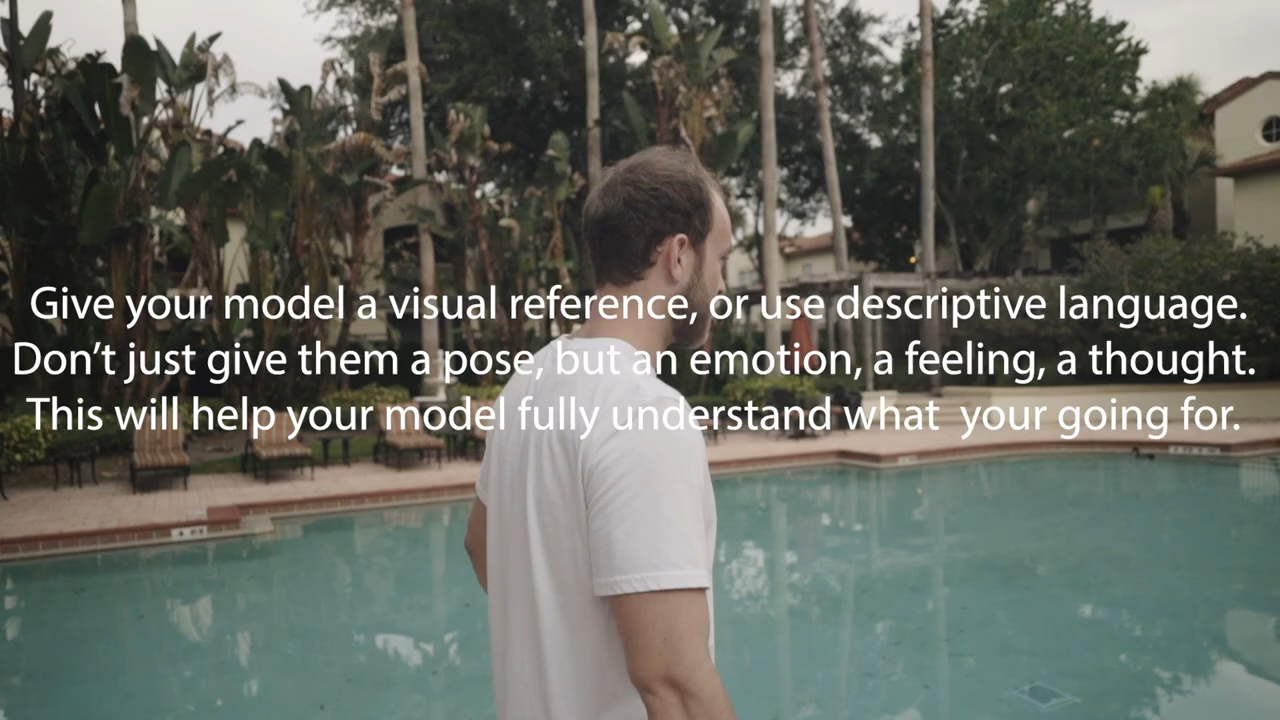 Give your model a visual reference, or use descriptive language.
Don't just give them a pose, but an emotion, a feeling, a thought.
This will help your model fully understand what  your going for.